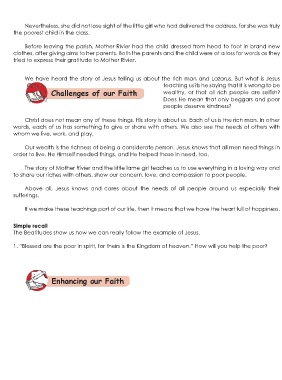 Nevertheless, she did not lose sight of the little girl who had delivered the address, for she was truly
the poorest child in the class.
Before leaving the parish, Mother Rivier had the child dressed from head to foot in brand new
clothes, after giving alms to her parents. Both the parents and the child were at a loss for words as they
tried to express their gratitude to Mother Rivier.
We have heard the story of Jesus telling us about the rich man and Lazarus. But what is Jesus
teaching us? Is he saying that it is wrong to be
wealthy, or that all rich people are selfish?
Does He mean that only beggars and poor
people deserve kindness?
Challenges of our Faith
Christ does not mean any of these things. His story is about us. Each of us is the rich man. In other
words, each of us has something to give or share with others. We also see the needs of others with
whom we live, work, and play.
Our wealth is the richness of being a considerate person. Jesus knows that all men need things in
order to live. He Himself needed things, and He helped those in need, too.
The story of Mother Rivier and the little lame girl teaches us to use everything in a loving way and
to share our riches with others, show our concern, love, and compassion to poor people.
Above all, Jesus knows and cares about the needs of all people around us especially their
sufferings.
If we make these teachings part of our life, then it means that we have the heart full of happiness.
Simple recall
The Beatitudes show us how we can really follow the example of Jesus.
1. "Blessed are the poor in spirit, for theirs is the Kingdom of heaven." How will you help the poor?
Enhancing our Faith